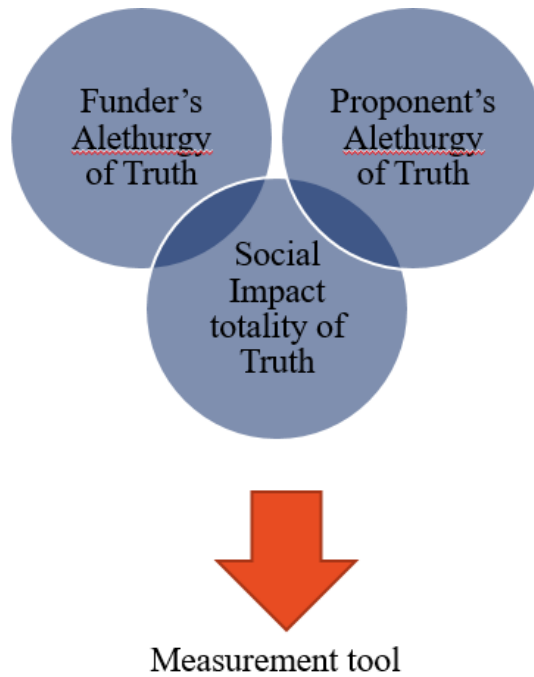 Funder’s
Alethurgy
of Truth
Proponent’s
Alethurgy
of Truth
Social
Impact
totality of
Truth
Measurement tool